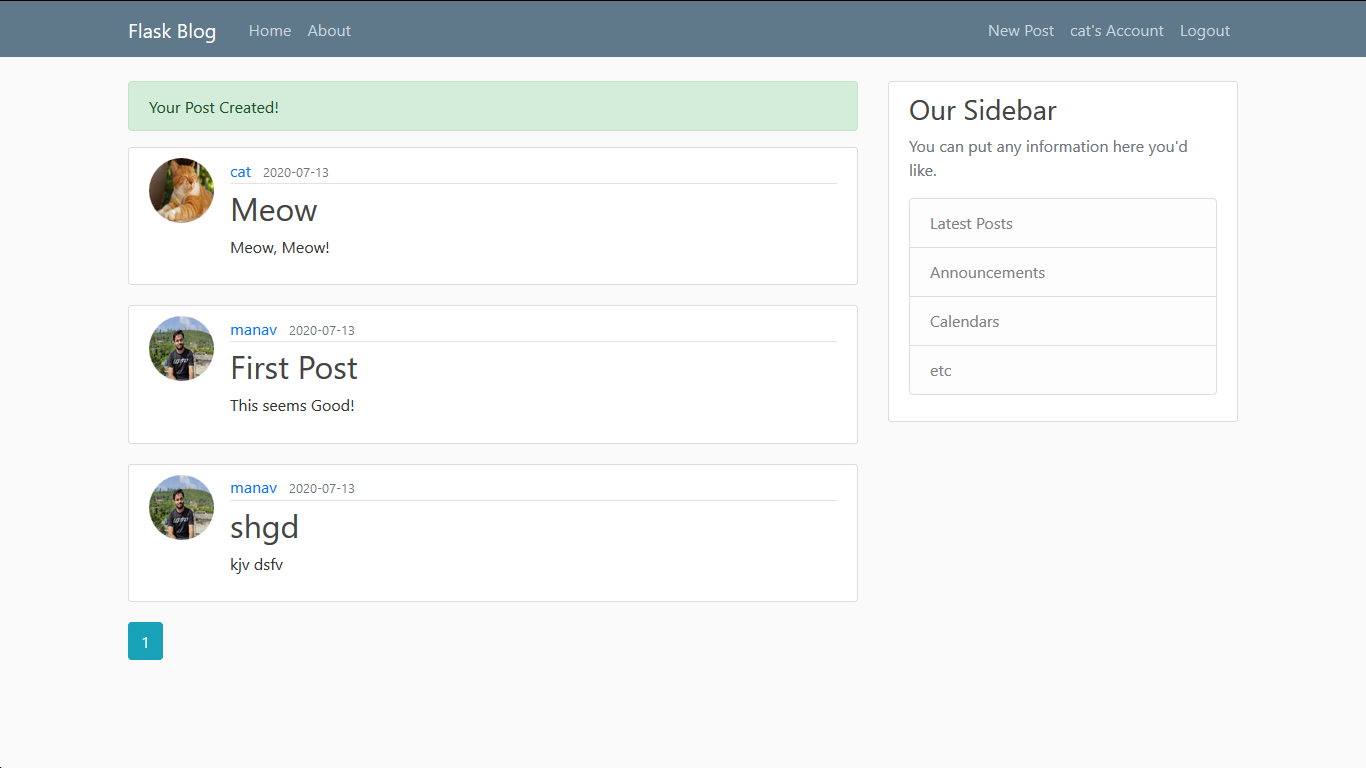 Flask Blog Home About New Post cat's Account Logout
Your Post Created!
cat 2020-07-13
Meow
Meow, Meow!
manav 2020-07-13
First Post
This seems Good!
manav 2020-07-13
shgd
kjv dsfv
1
Our Sidebar
You can put any information here you'd
like.
Latest Posts
Announcements
Calendars
etc